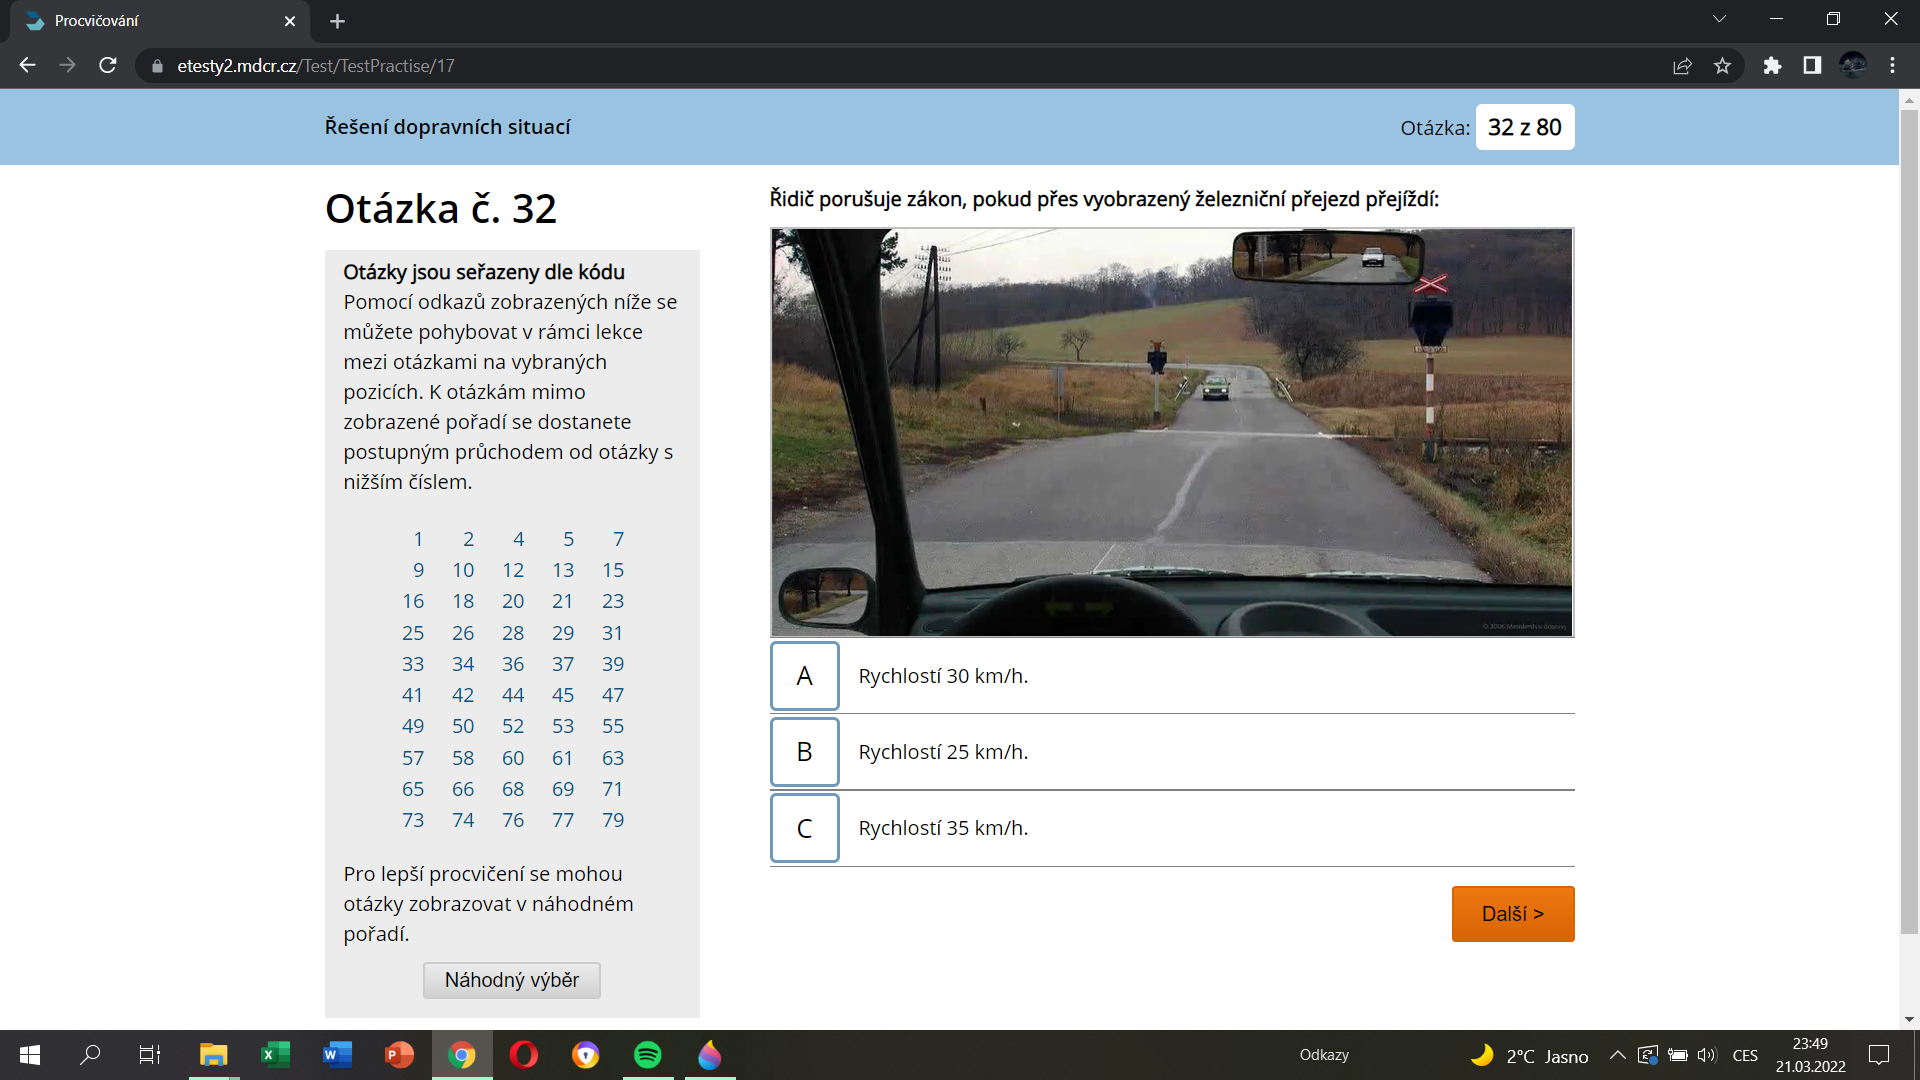 Procvičování
etesty2.mdcr.cz/Test/TestPractise/17
Řešení dopravních situací
Otázka: 32 z 80
Otázka č. 32
Otázky jsou seřazeny dle kódu
Pomocí odkazů zobrazených níže se
můžete pohybovat v rámci lekce
mezi otázkami na vybraných
pozicích. K otázkám mimo
zobrazené pořadí se dostanete
postupným průchodem od otázky s
nižším číslem.
1 2 4 5 7
9 10 12 13 15
16 18 20 21 23
25 26 28 29 31
33 34 36 37 39
41 42 44 45 47
49 50 52 53 55
57 58 60 61 63
65 66 68 69 71
73 74 76 77 79
Pro lepší procvičení se mohou
otázky zobrazovat v náhodném
pořadí.
Náhodný výběr
Řidič porušuje zákon, pokud přes vyobrazený železniční přejezd přejíždí:
© 2006 Ministerstvo dopravy
A Rychlostí 30 km/h.
B Rychlostí 25 km/h.
C Rychlostí 35 km/h.
Další >
Odkazy
2°C Jasno
CES
23:49
21.03.2022